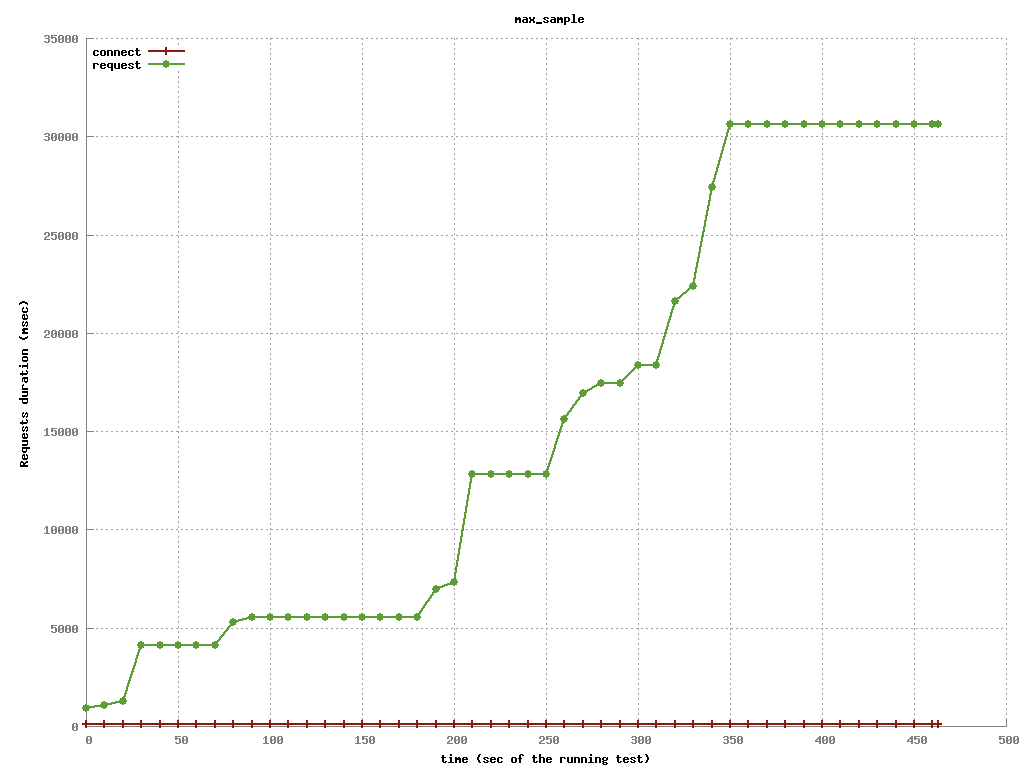 max_sample
35000
connect
request
30000
25000
20000
Requests duration (msec)
15000
10000
5000
0
0 50 100 150 200 250 300 350 400 450 500
time (sec of the running test)